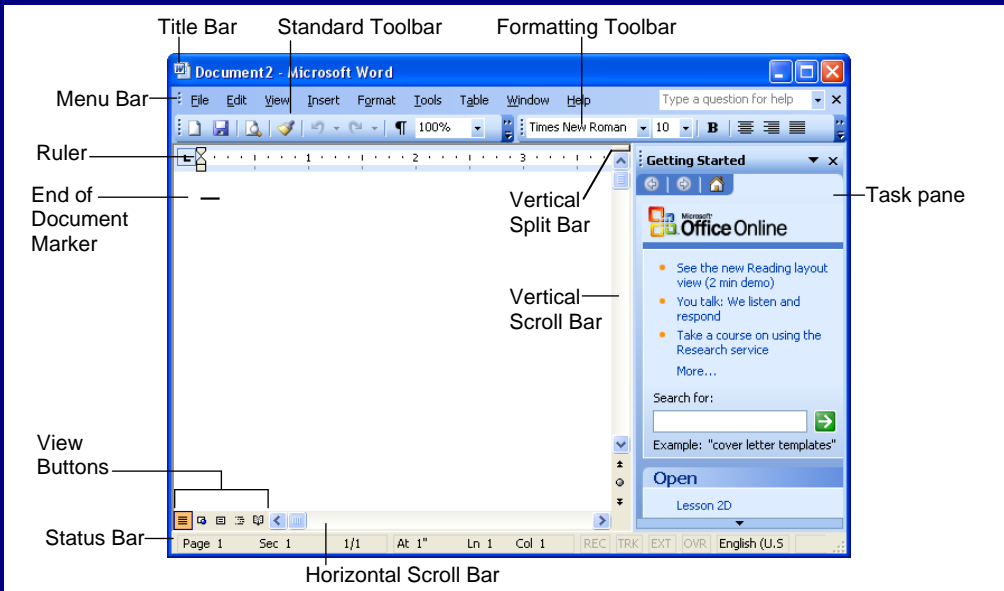 Title Bar Standard Toolbar Formatting Toolbar
Document2 - Microsoft Word
Menu Bar
File Edit View Insert Format Tools Table Window Help Type a question for help
100% Times New Roman 10 B
Ruler
1 2 3
Getting Started
End of
Document
Marker
Vertical
Split Bar
Task pane
Microsoft
Office Online
See the new Reading layout
view (2 min demo)
You talk: We listen and
respond
Take a course on using the
Research service
More...
Vertical
Scroll Bar
Search for:
Example: "cover letter templates"
View
Buttons
Open
Lesson 2D
Status Bar
Page 1 Sec 1 1/1 At 1" Ln 1 Col 1 REC TRK EXT OVR English (U.S
Horizontal Scroll Bar